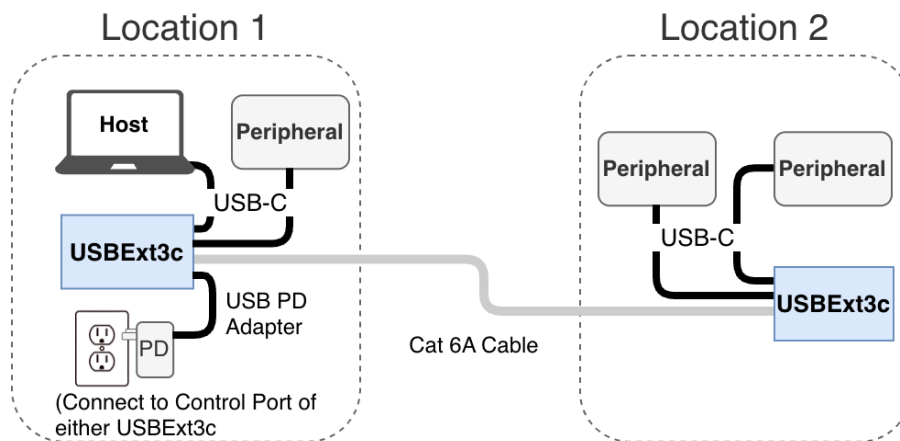 Location 1
Location 2
Host
Peripheral
USB-C
USBExt3c
USB PD
Adapter
PD
(Connect to Control Port of
either USBExt3c
Cat 6A Cable
Peripheral
Peripheral
USB-C
USBExt3c